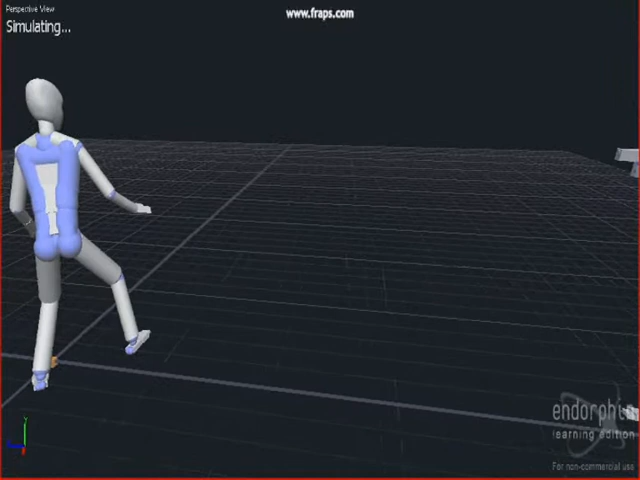 Perspective View
www.fraps.com
Simulating...
endorphin
learning edition
For non-commercial use